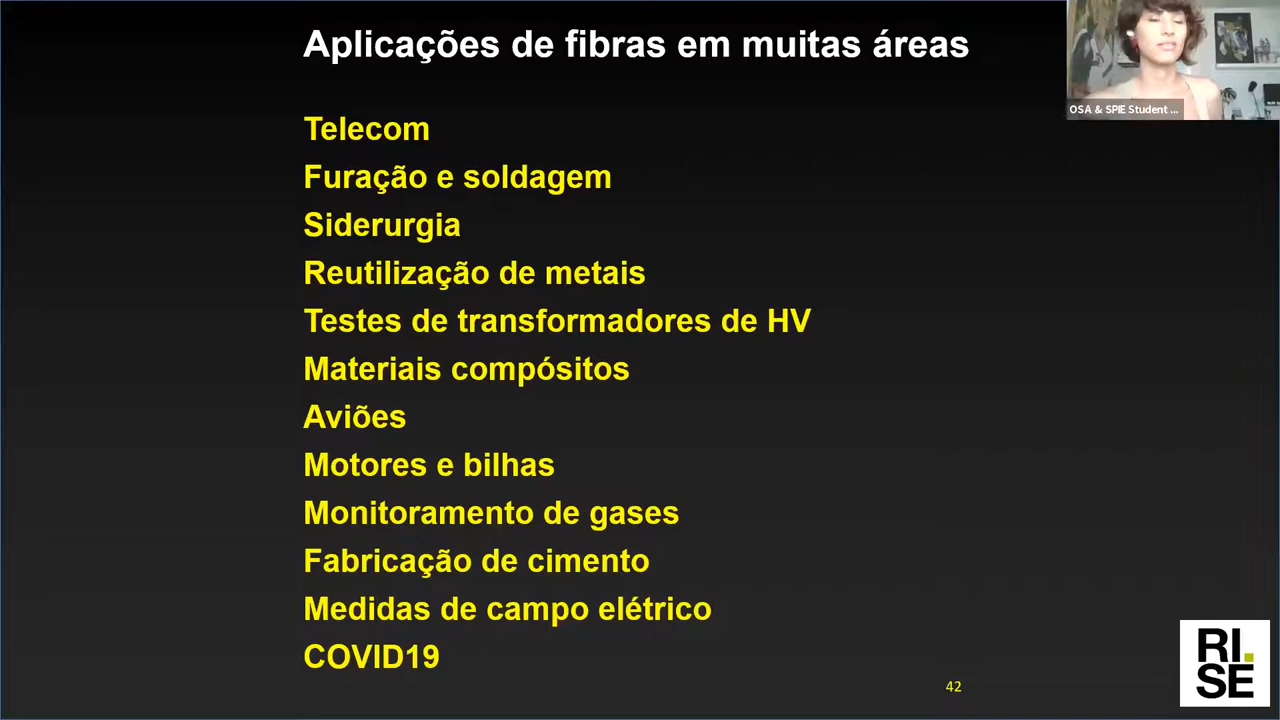 Aplicações de fibras em muitas áreas
OSA & SPIE Student ...
Telecom
Furação e soldagem
Siderurgia
Reutilização de metais
Testes de transformadores de HV
Materiais compósitos
Aviões
Motores e bilhas
Monitoramento de gases
Fabricação de cimento
Medidas de campo elétrico
COVID19
42
RI.
SE